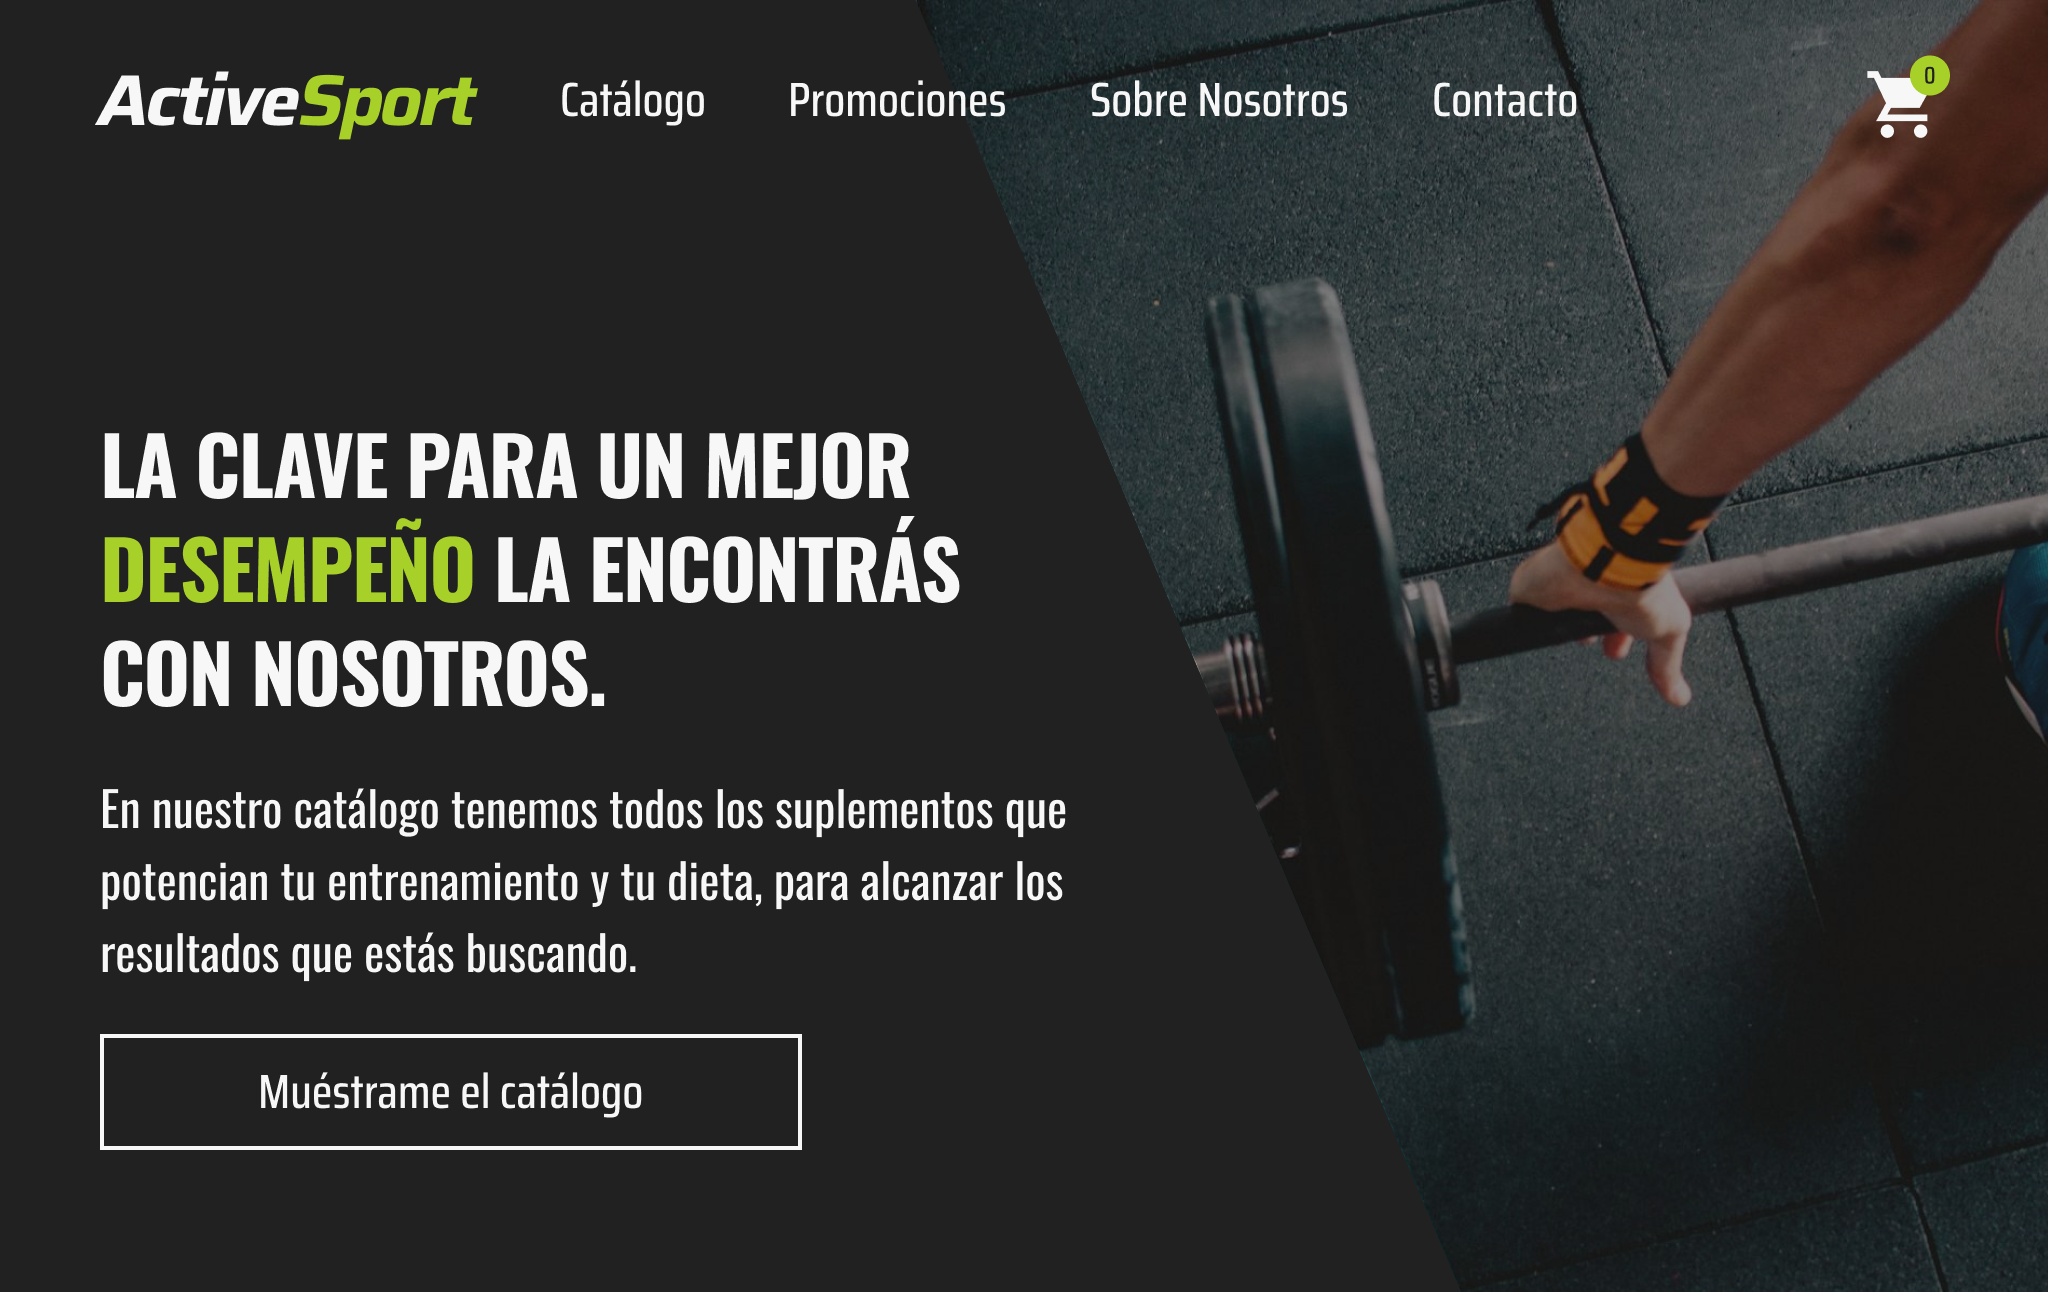 ActiveSport Catálogo Promociones Sobre Nosotros Contacto 0
LA CLAVE PARA UN MEJOR
DESEMPEÑO LA ENCONTRÁS
CON NOSOTROS.
En nuestro catálogo tenemos todos los suplementos que
potencian tu entrenamiento y tu dieta, para alcanzar los
resultados que estás buscando.
Muéstrame el catálogo